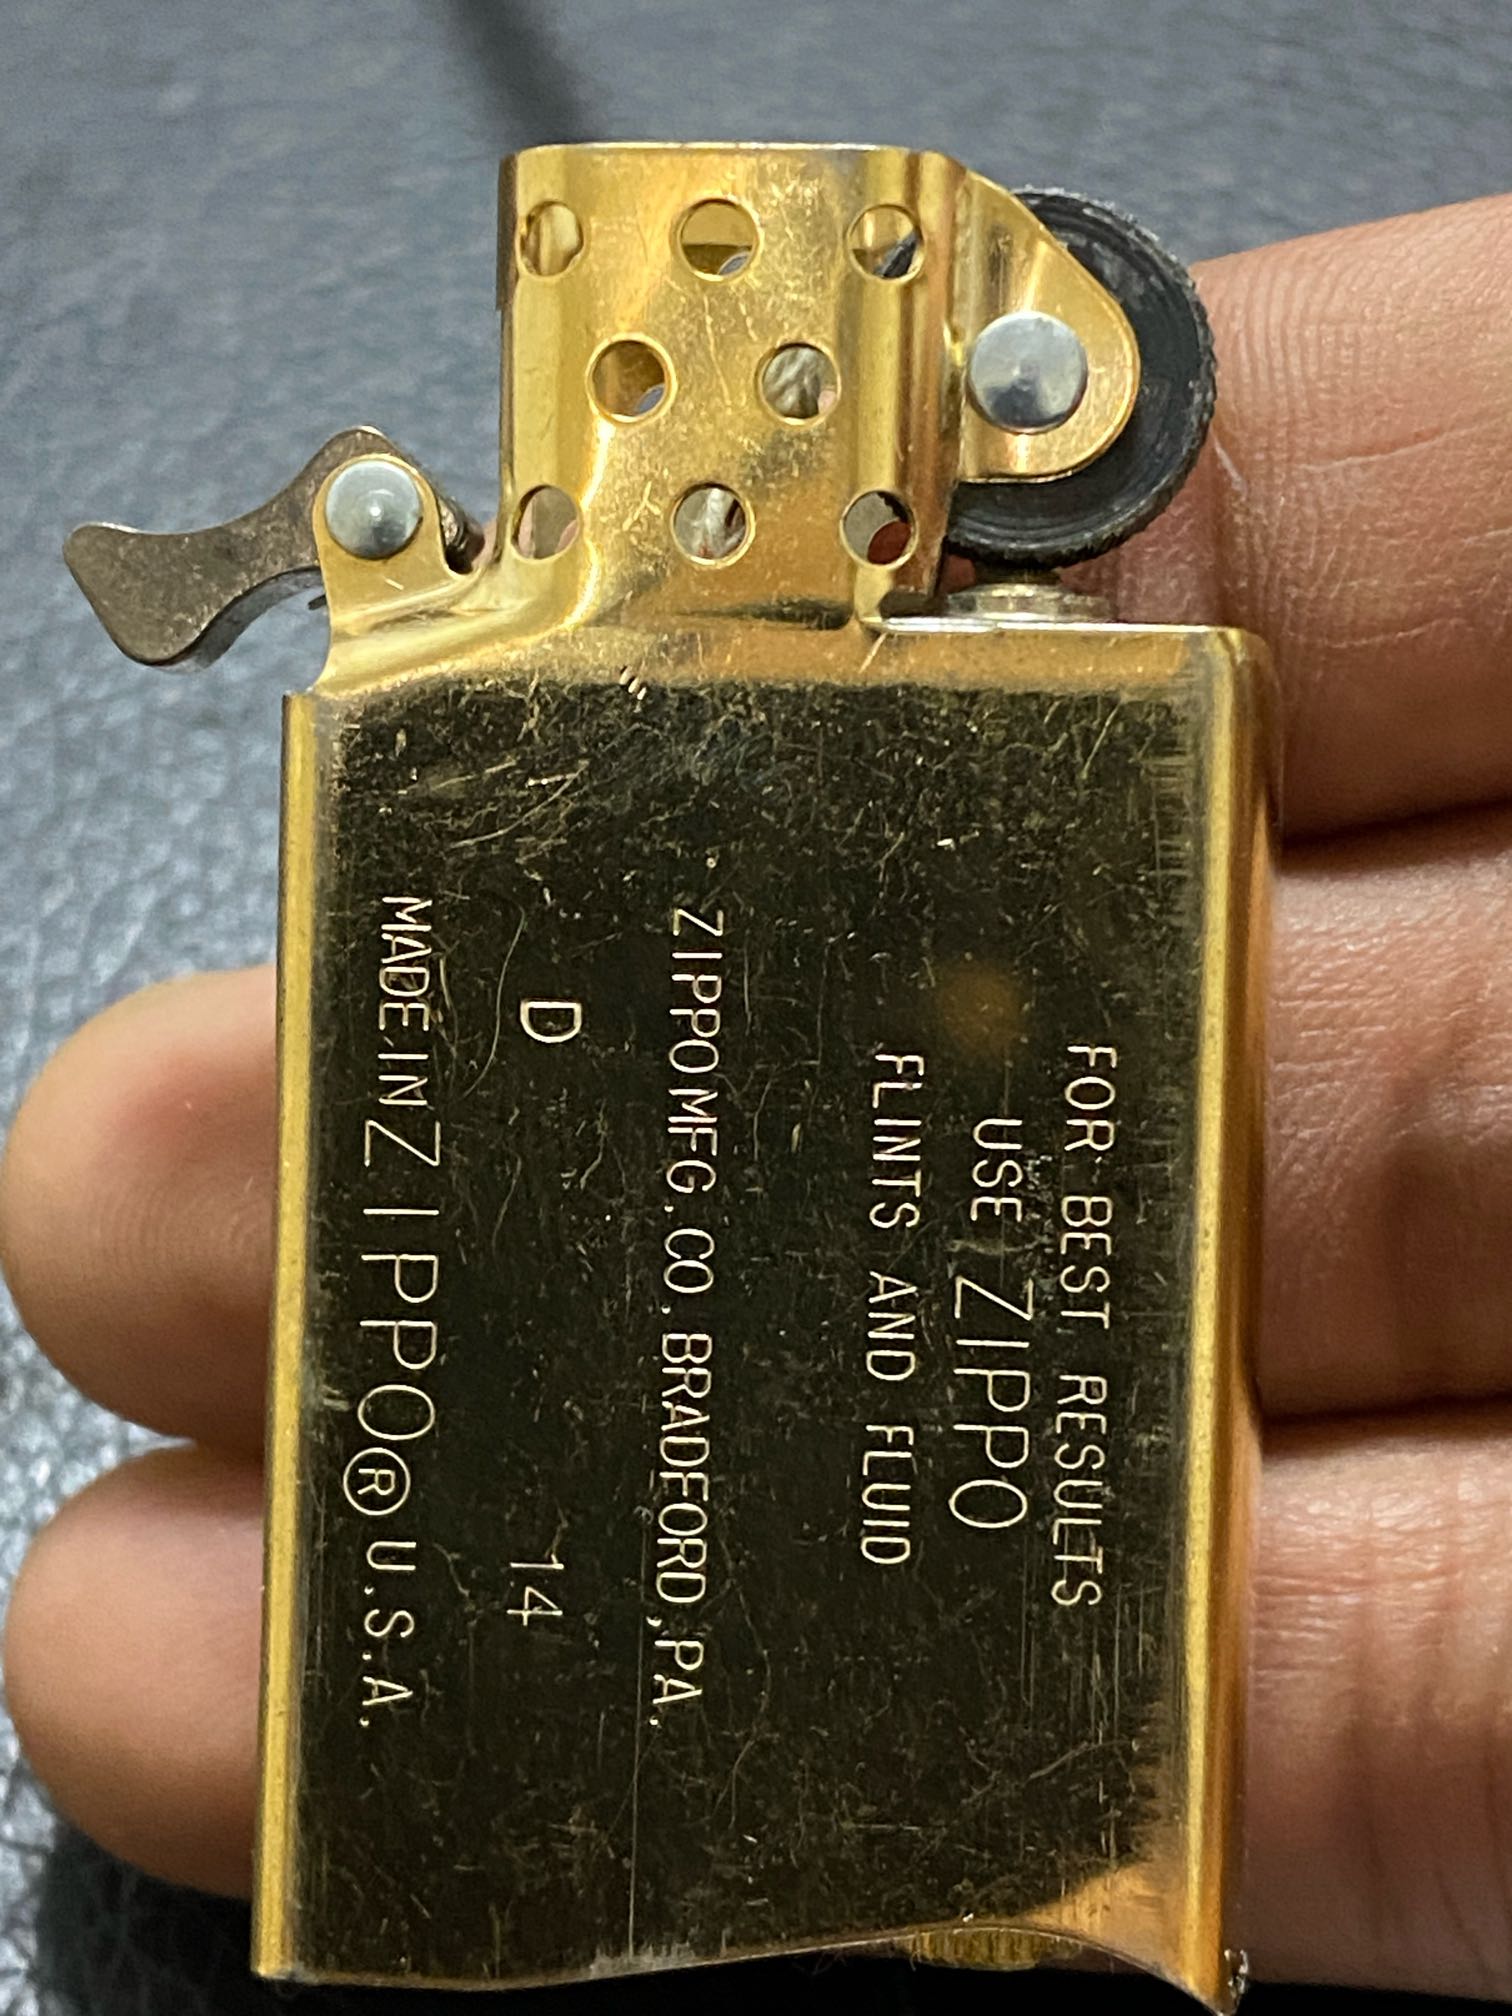 FOR BEST RESULTS
USE ZIPPO
FLINTS AND FLUID
ZIPPO MFG. CO. BRADFORD, PA.
D 14
MADE IN ZIPPO® U.S.A.